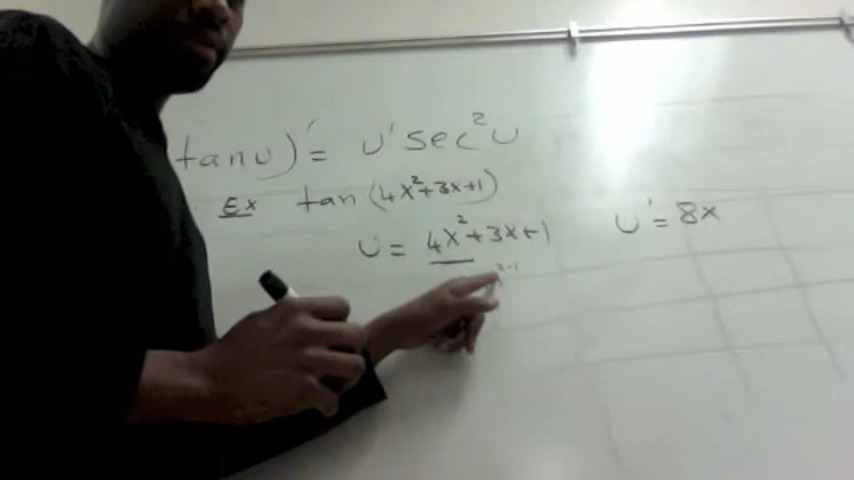 tanu)' = u' sec²u
Ex tan (4x²+3x+1)
u = 4x²+3x+1 u' = 8x